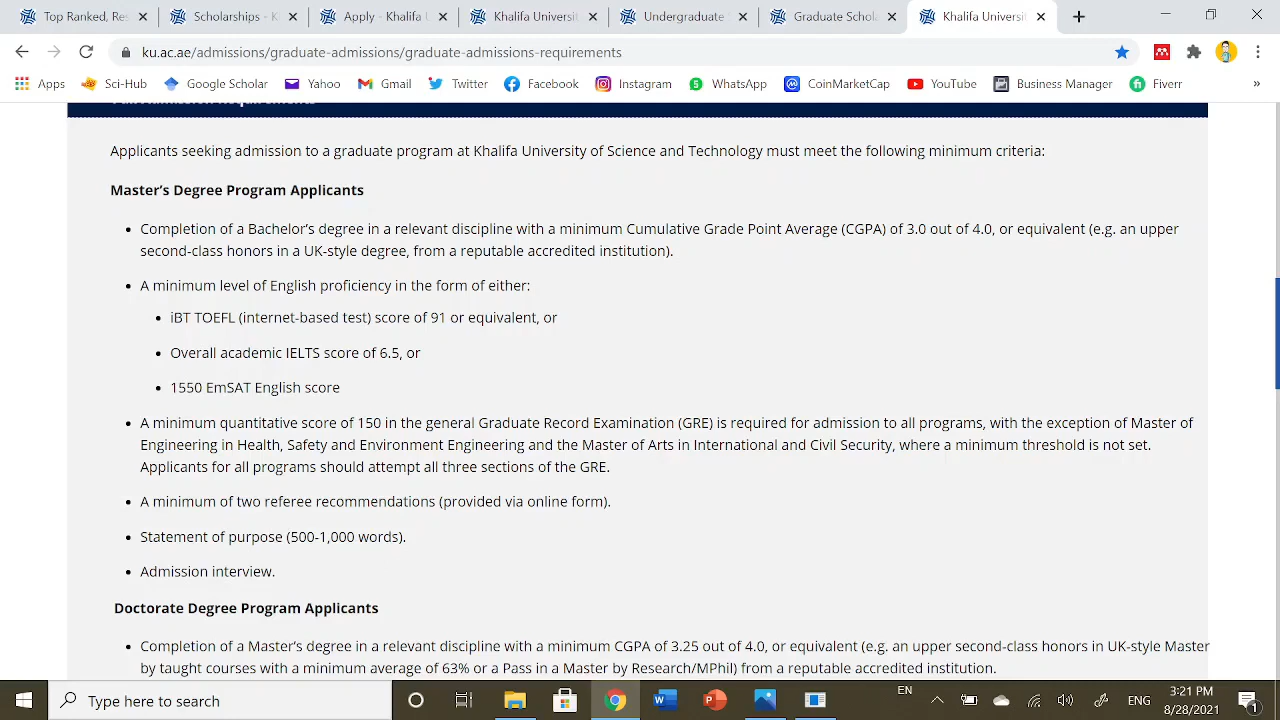 Top Ranked, Res
Scholarships - K
Apply - Khalifa U
Khalifa Universit
Undergraduate
Graduate Schola
Khalifa Universit
ku.ac.ae/admissions/graduate-admissions/graduate-admissions-requirements
Apps
Sci-Hub
Google Scholar
Yahoo
Gmail
Twitter
Facebook
Instagram
WhatsApp
CoinMarketCap
YouTube
Business Manager
Fiverr
»
Applicants seeking admission to a graduate program at Khalifa University of Science and Technology must meet the following minimum criteria:
Master's Degree Program Applicants
• Completion of a Bachelor's degree in a relevant discipline with a minimum Cumulative Grade Point Average (CGPA) of 3.0 out of 4.0, or equivalent (e.g. an upper
second-class honors in a UK-style degree, from a reputable accredited institution).
• A minimum level of English proficiency in the form of either:
• iBT TOEFL (internet-based test) score of 91 or equivalent, or
• Overall academic IELTS score of 6.5, or
• 1550 EmSAT English score
• A minimum quantitative score of 150 in the general Graduate Record Examination (GRE) is required for admission to all programs, with the exception of Master of
Engineering in Health, Safety and Environment Engineering and the Master of Arts in International and Civil Security, where a minimum threshold is not set.
Applicants for all programs should attempt all three sections of the GRE.
• A minimum of two referee recommendations (provided via online form).
• Statement of purpose (500-1,000 words).
• Admission interview.
Doctorate Degree Program Applicants
• Completion of a Master's degree in a relevant discipline with a minimum CGPA of 3.25 out of 4.0, or equivalent (e.g. an upper second-class honors in UK-style Master
by taught courses with a minimum average of 63% or a Pass in a Master by Research/MPhil) from a reputable accredited institution.
Type here to search
EN
ENG
3:21 PM
8/28/2021
1